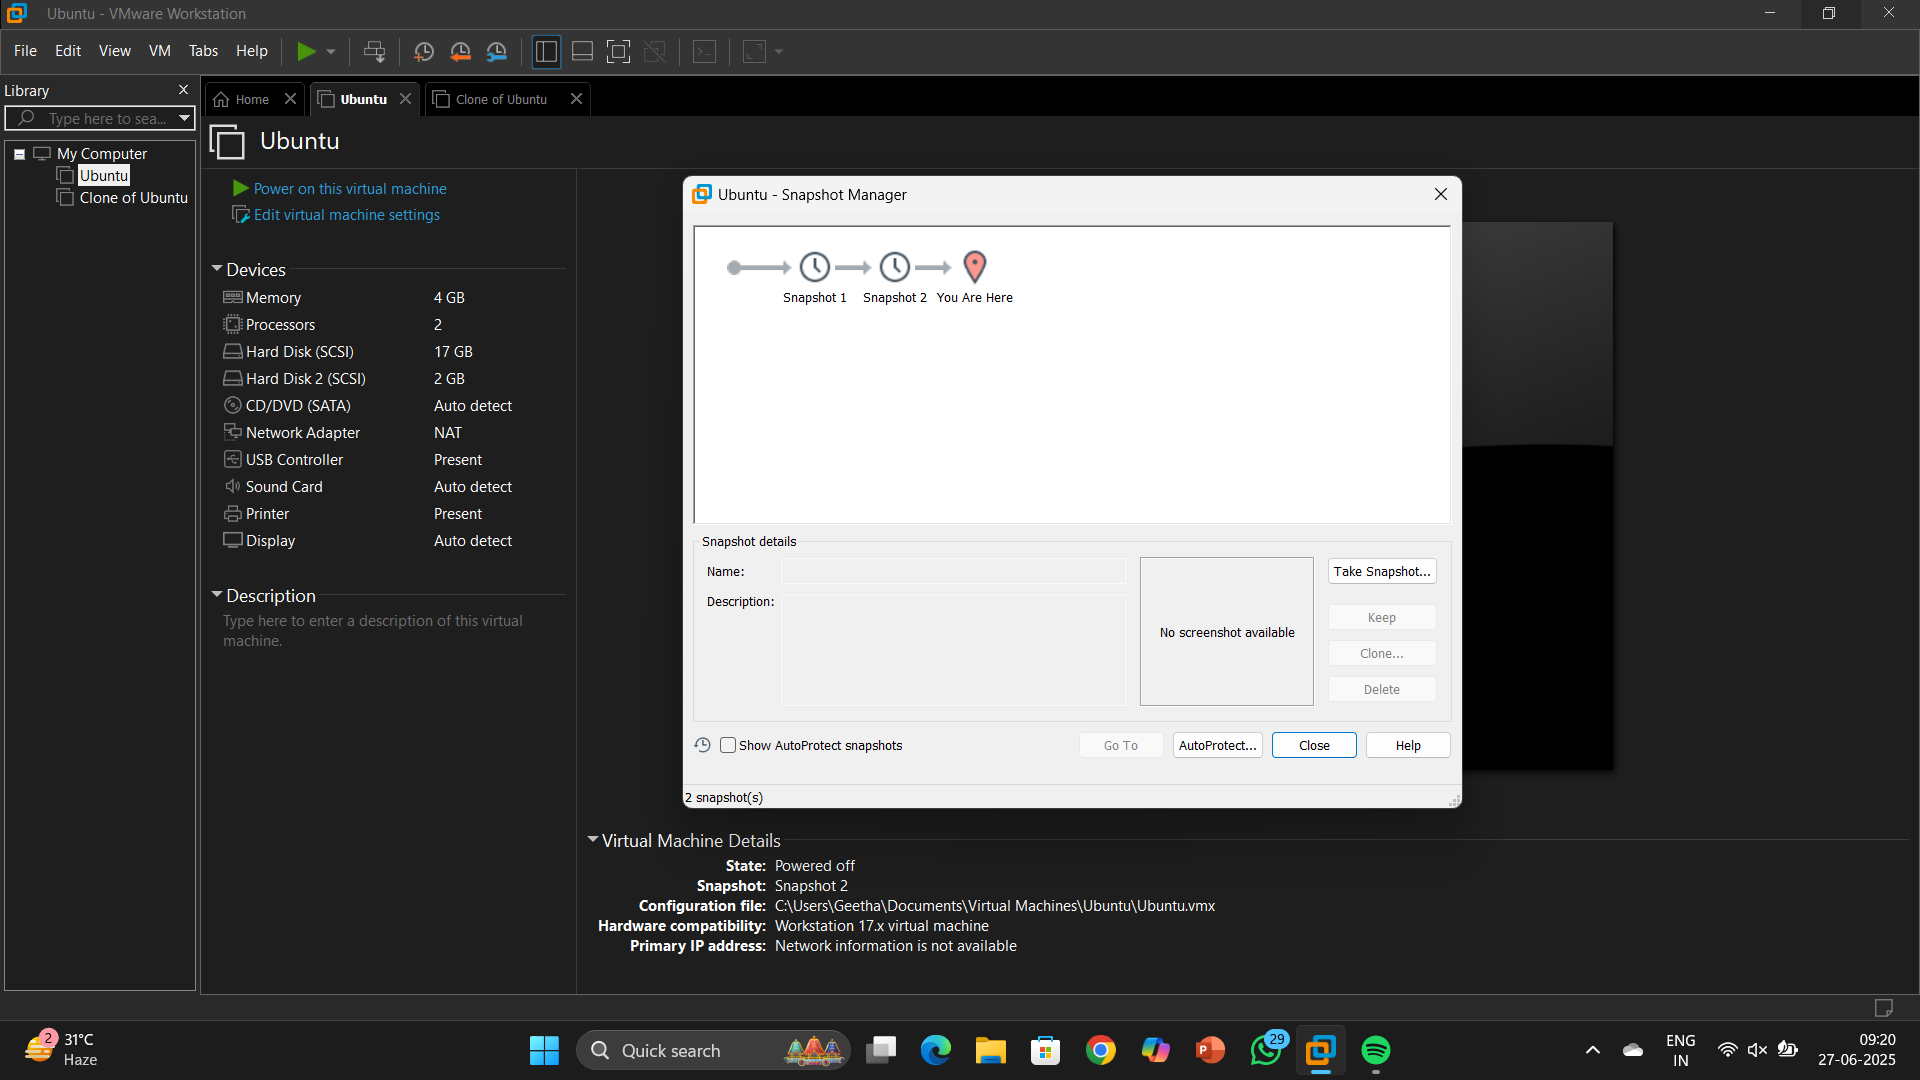 Ubuntu - VMware Workstation
File Edit View VM Tabs Help
Library
Type here to sea...
My Computer
Ubuntu
Clone of Ubuntu
Home
Ubuntu
Clone of Ubuntu
Ubuntu
Power on this virtual machine
Edit virtual machine settings
Devices
Memory 4 GB
Processors 2
Hard Disk (SCSI) 17 GB
Hard Disk 2 (SCSI) 2 GB
CD/DVD (SATA) Auto detect
Network Adapter NAT
USB Controller Present
Sound Card Auto detect
Printer Present
Display Auto detect
Description
Type here to enter a description of this virtual
machine.
Ubuntu - Snapshot Manager
Snapshot 1 Snapshot 2 You Are Here
Snapshot details
Name:
Description:
No screenshot available
Take Snapshot...
Keep
Clone...
Delete
Show AutoProtect snapshots
Go To
AutoProtect...
Close
Help
2 snapshot(s)
Virtual Machine Details
State: Powered off
Snapshot: Snapshot 2
Configuration file: C:\Users\Geetha\Documents\Virtual Machines\Ubuntu\Ubuntu.vmx
Hardware compatibility: Workstation 17.x virtual machine
Primary IP address: Network information is not available
2
31°C
Haze
Quick search
29
ENG
IN
09:20
27-06-2025